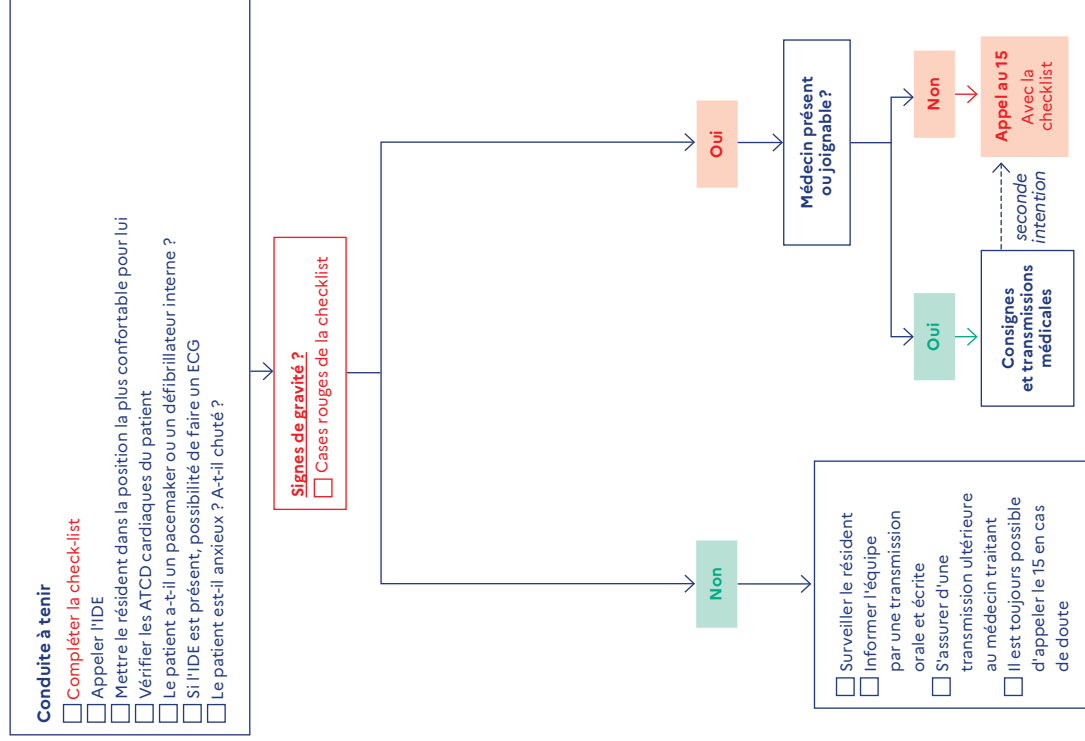 Conduite à tenir
Compléter la check-list
Appeler l'IDE
Mettre le résident dans la position la plus confortable pour lui
Vérifier les ATCD cardiaques du patient
Le patient a-t-il un pacemaker ou un défibrillateur interne ?
Si l'IDE est présent, possibilité de faire un ECG
Le patient est-il anxieux ? A-t-il chuté ?
Signes de gravité ?
Cases rouges de la checklist
Non
Surveiller le résident
Informer l'équipe
par une transmission
orale et écrite
S'assurer d'une
transmission ultérieure
au médecin traitant
Il est toujours possible
d'appeler le 15 en cas
de doute
Oui
Médecin présent
ou joignable ?
Oui
Consignes
et transmissions
médicales
seconde
intention
Non
Appel au 15
Avec la
checklist